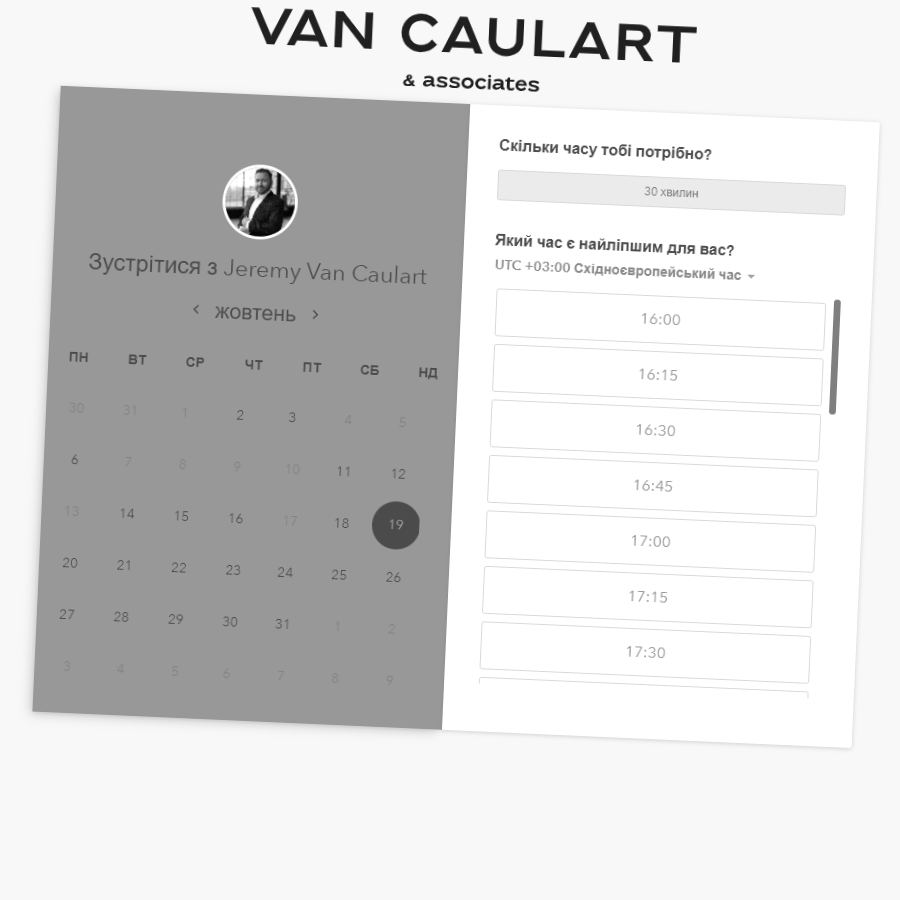 VAN CAULART
& associates
Зустрітися з Jeremy Van Caulart
жовтень
ПН ВТ СР ЧТ ПТ СБ НД
30 31 1 2 3 4 5
6 7 8 9 10 11 12
13 14 15 16 17 18 19
20 21 22 23 24 25 26
27 28 29 30 31 1 2
3 4 5 6 7 8 9
Скільки часу тобі потрібно?
30 хвилин
Який час є найліпшим для вас?
UTC +03:00 Східноєвропейський час
16:00
16:15
16:30
16:45
17:00
17:15
17:30